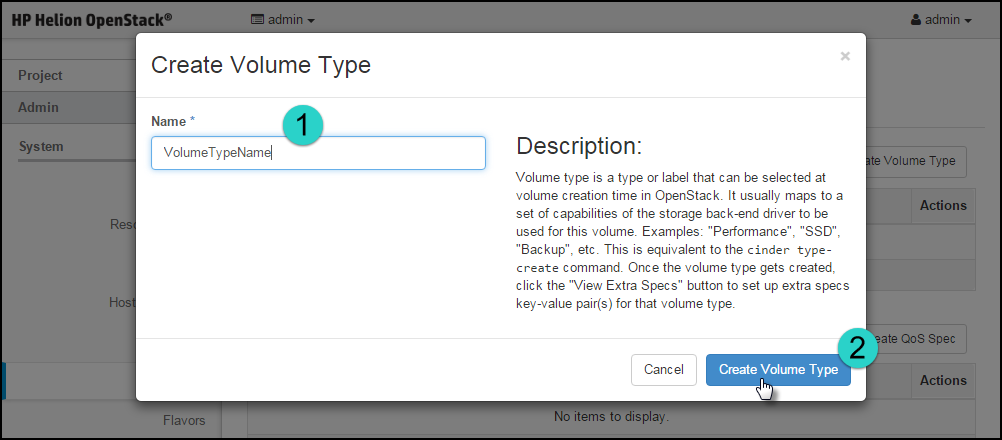 HP Helion OpenStack®
admin
admin
Project
Admin
System
Reso
Host
Flavors
Create Volume Type
×
1
Name *
VolumeTypeName
Description:
Volume type is a type or label that can be selected at
volume creation time in OpenStack. It usually maps to a
set of capabilities of the storage back-end driver to be
used for this volume. Examples: "Performance", "SSD",
"Backup", etc. This is equivalent to the cinder type-
create command. Once the volume type gets created,
click the "View Extra Specs" button to set up extra specs
key-value pair(s) for that volume type.
2
Cancel
Create Volume Type
ate Volume Type
Actions
eate QoS Spec
Actions
No items to display.